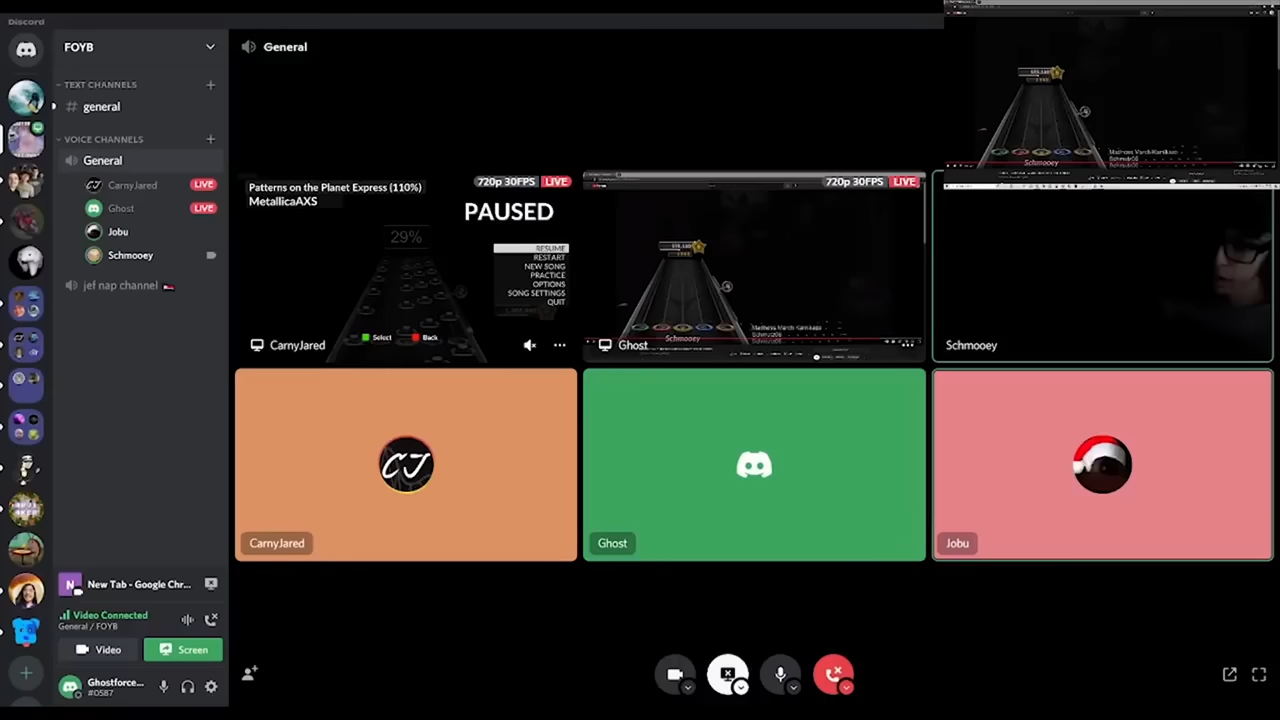 Discord
FOYB
General
TEXT CHANNELS
general
VOICE CHANNELS
General
CarnyJared LIVE
Ghost LIVE
Jobu
Schmooey
jef nap channel
Patterns on the Planet Express (110%)
MetallicaAXS
720p 30FPS LIVE
PAUSED
29%
RESUME
RESTART
NEW SONG
PRACTICE
OPTIONS
SONG SETTINGS
QUIT
Select
Back
CarnyJared
720p 30FPS LIVE
Schmooey
Ghost
Schmooey
Schmooey
CJ
CarnyJared
Ghost
Jobu
N
New Tab - Google Chr...
Video Connected
General / FOYB
Video
Screen
Ghostforce...
#0587